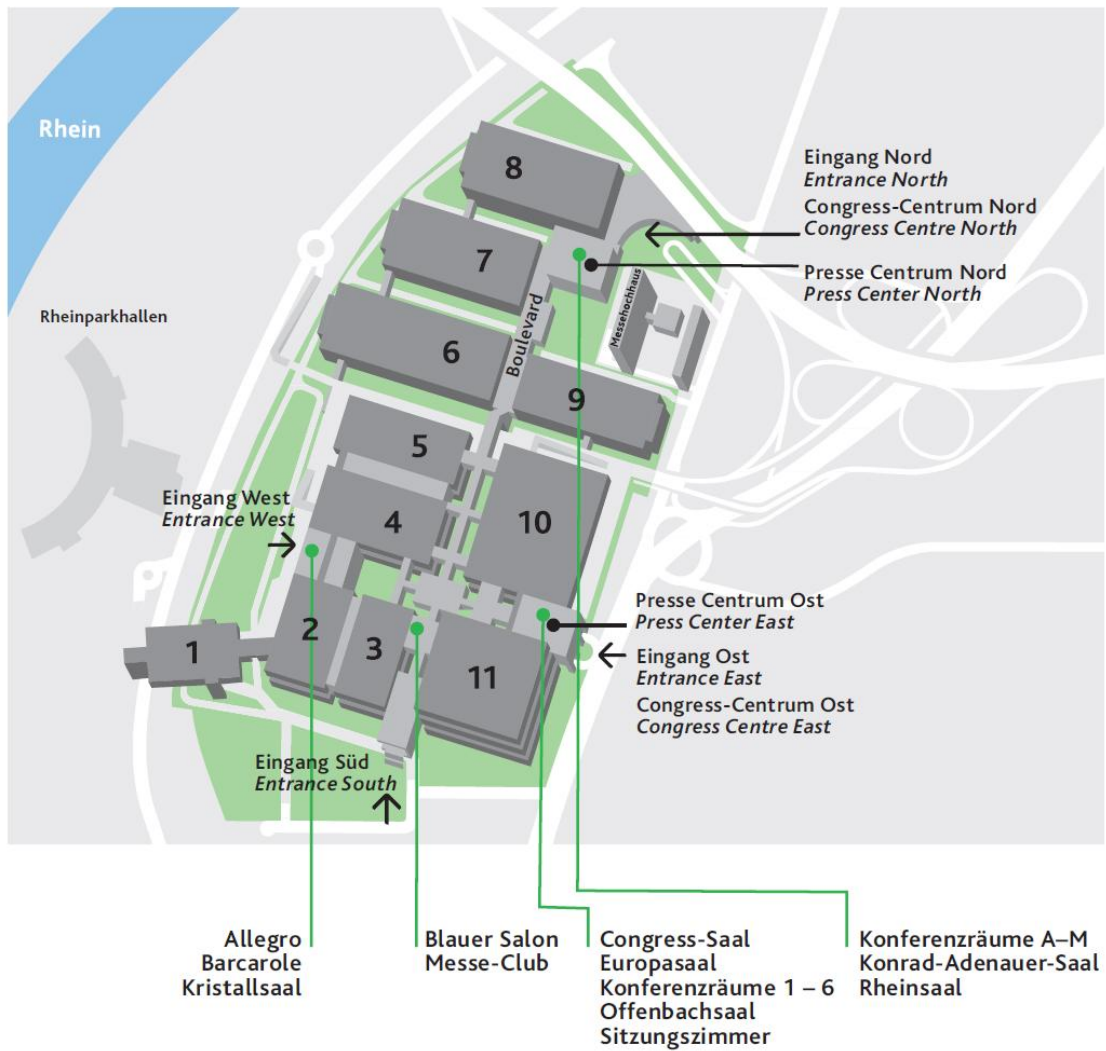 Rhein
8
Eingang Nord
Entrance North
Congress-Centrum Nord
Congress Centre North
Presse Centrum Nord
Press Center North
7
Messehochhaus
Boulevard
Rheinparkhallen
6
9
5
Eingang West
Entrance West
4
10
Presse Centrum Ost
Press Center East
1
2
3
11
Eingang Ost
Entrance East
Congress-Centrum Ost
Congress Centre East
Eingang Süd
Entrance South
Allegro
Barcarole
Kristallsaal
Blauer Salon
Messe-Club
Congress-Saal
Europasaal
Konferenzräume 1 – 6
Offenbachsaal
Sitzungszimmer
Konferenzräume A–M
Konrad-Adenauer-Saal
Rheinsaal